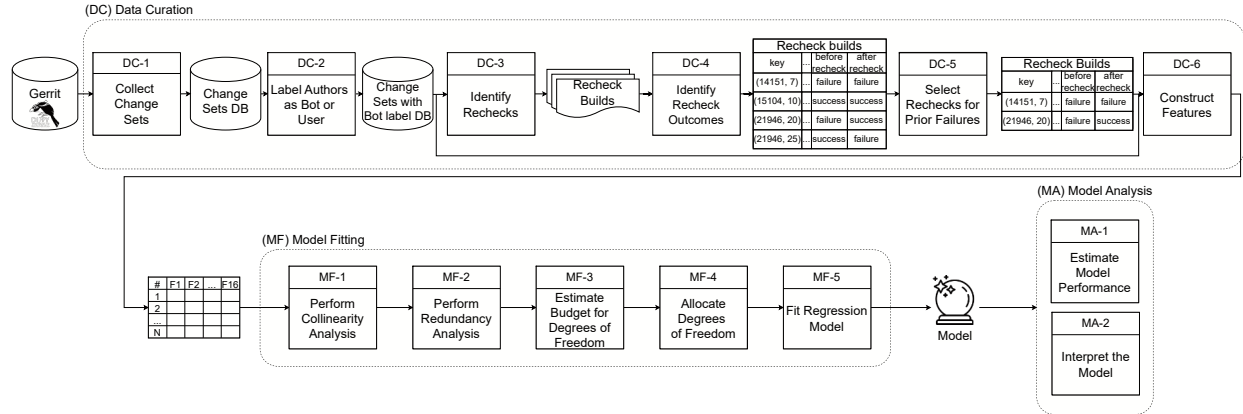 (DC) Data Curation
Gerrit
DC-1
Collect
Change
Sets
Change
Sets DB
DC-2
Label Authors
as Bot or
User
Change
Sets with
Bot label DB
DC-3
Identify
Rechecks
Recheck
Builds
DC-4
Identify
Recheck
Outcomes
Recheck builds
key ... before recheck after recheck
(14151, 7) ... failure failure
(15104, 10) ... success success
(21946, 20) ... failure success
(21946, 25) ... success failure
DC-5
Select
Rechecks for
Prior Failures
Recheck Builds
key ... before recheck after recheck
(14151, 7) ... failure failure
(21946, 20) ... failure success
DC-6
Construct
Features
# F1 F2 ... F16
1
2
...
N
(MF) Model Fitting
MF-1
Perform
Collinearity
Analysis
MF-2
Perform
Redundancy
Analysis
MF-3
Estimate
Budget for
Degrees of
Freedom
MF-4
Allocate
Degrees
of Freedom
MF-5
Fit Regression
Model
Model
(MA) Model Analysis
MA-1
Estimate
Model
Performance
MA-2
Interpret the
Model